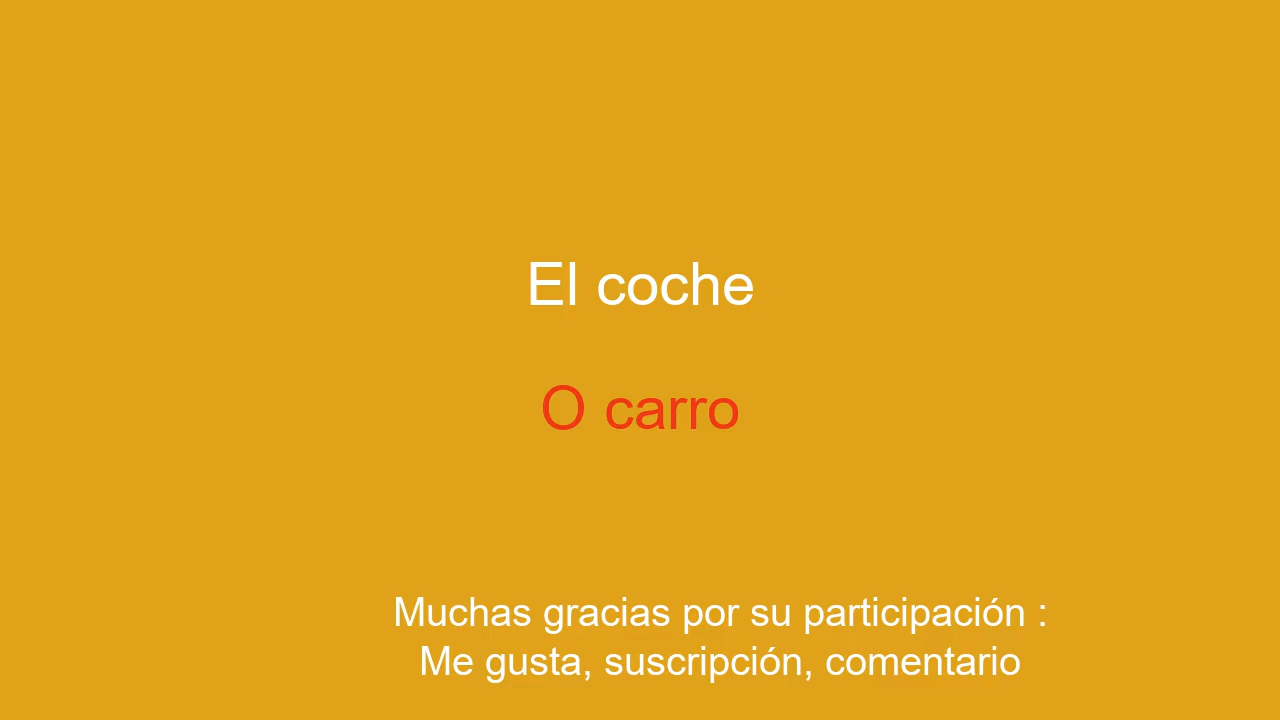 El coche
O carro
Muchas gracias por su participación :
Me gusta, suscripción, comentario